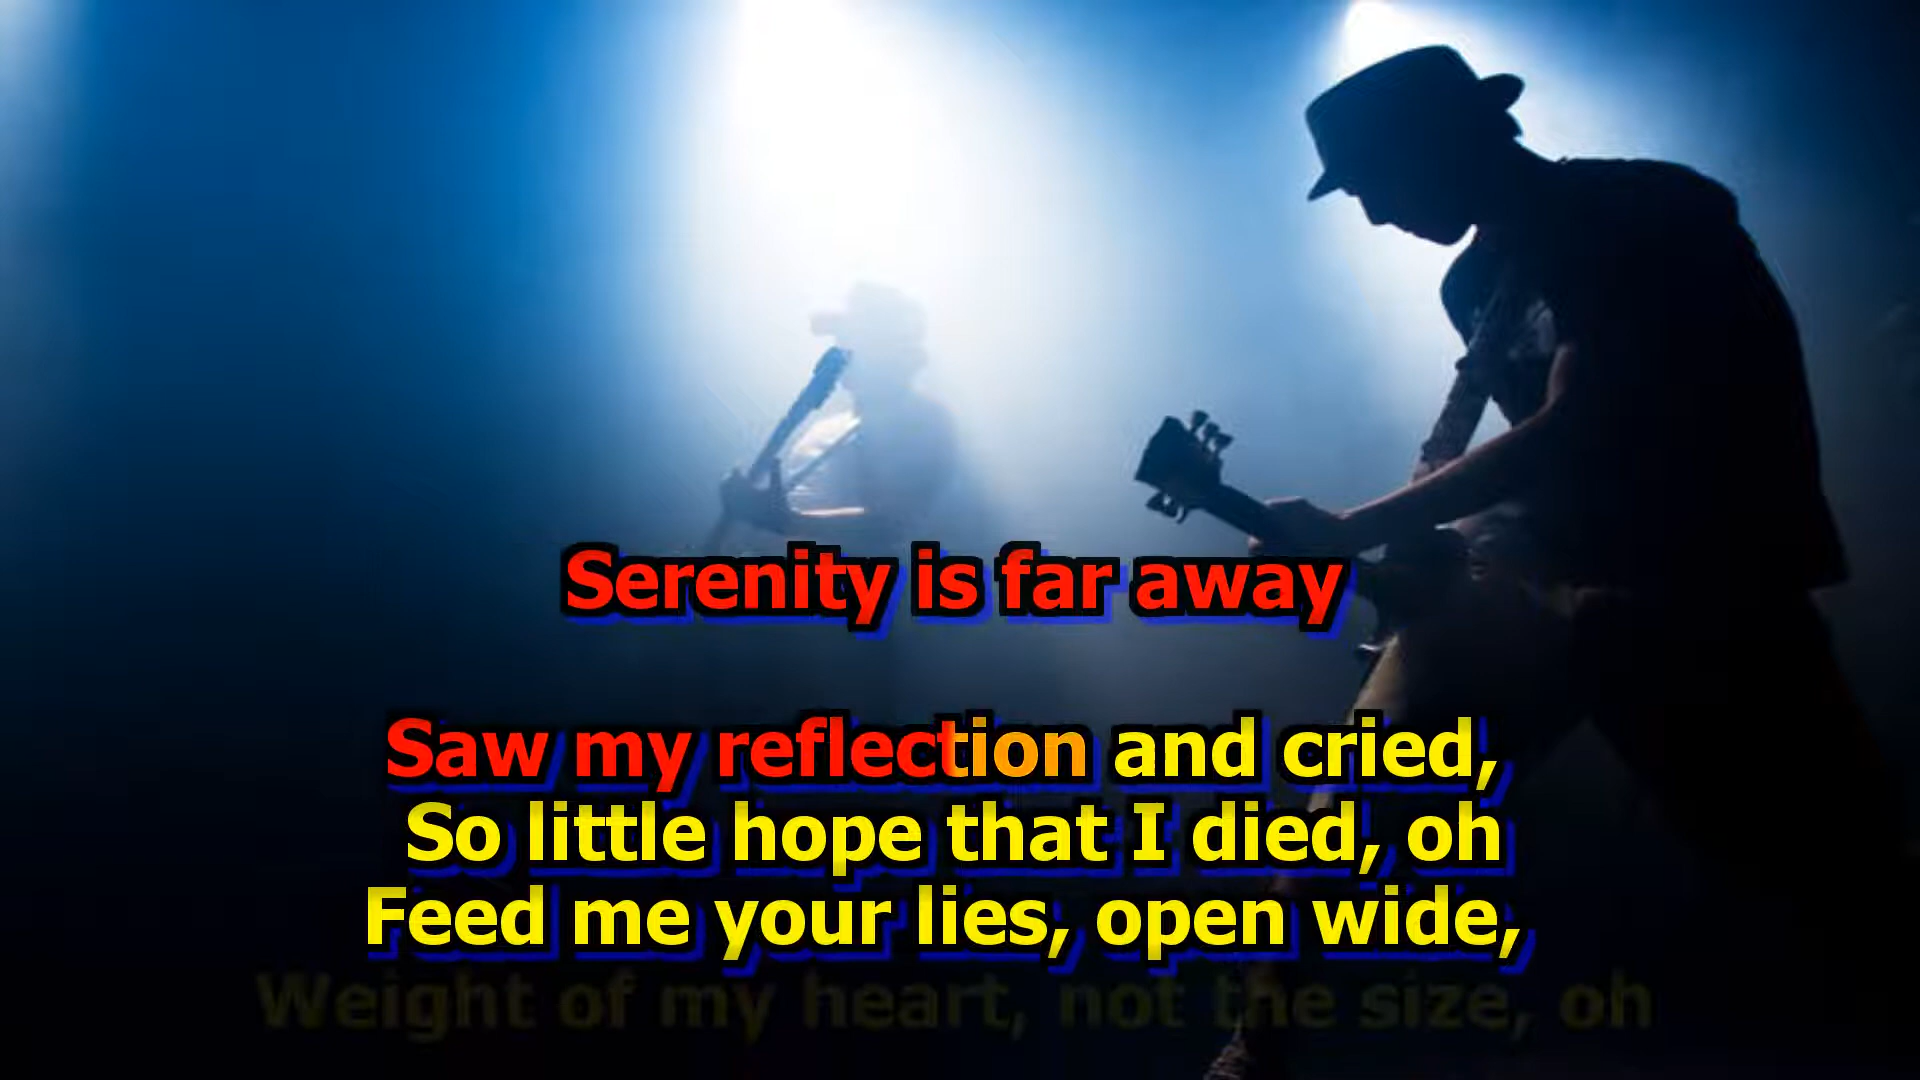 Serenity is far away
Saw my reflection and cried,
So little hope that I died, oh
Feed me your lies, open wide,
Weight of my heart, not the size, oh